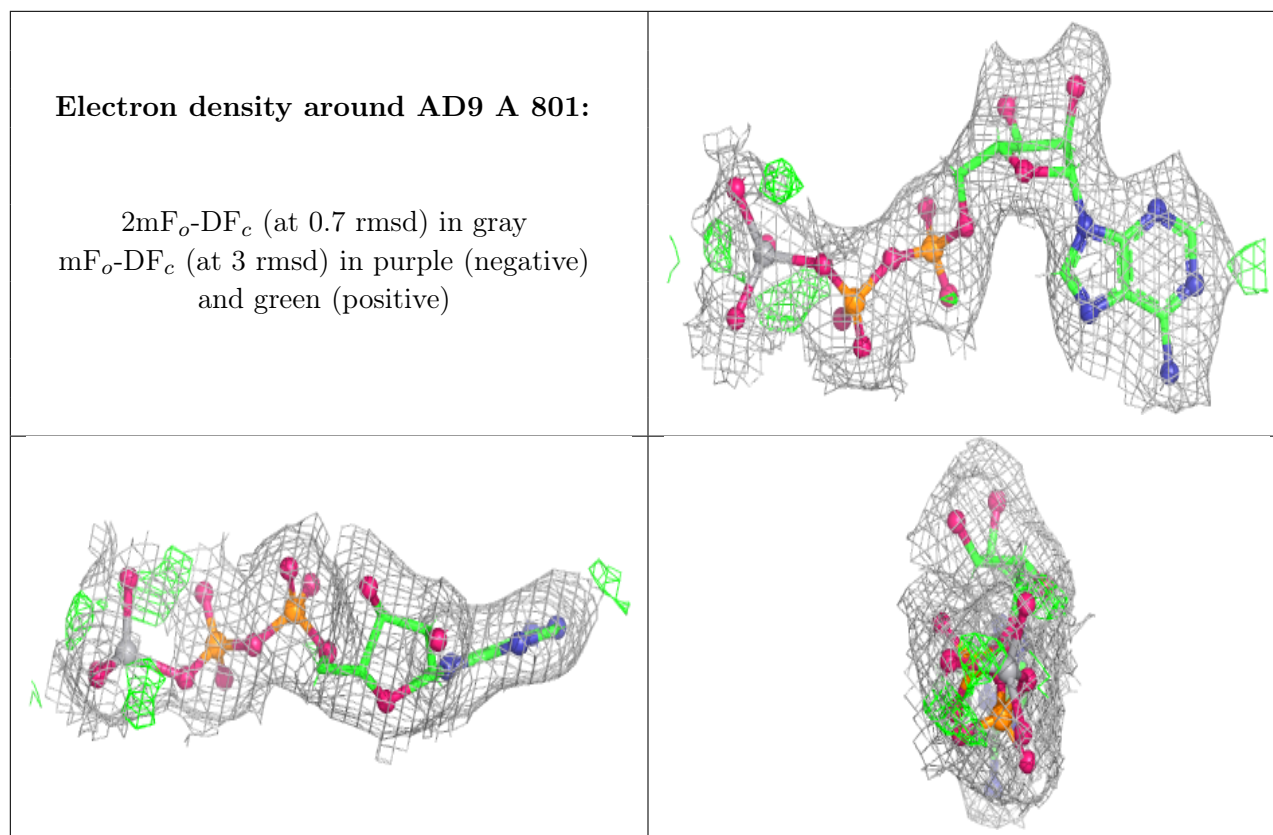 Electron density around AD9 A 801:
2mFo-DFc (at 0.7 rmsd) in gray
mFo-DFc (at 3 rmsd) in purple (negative)
and green (positive)